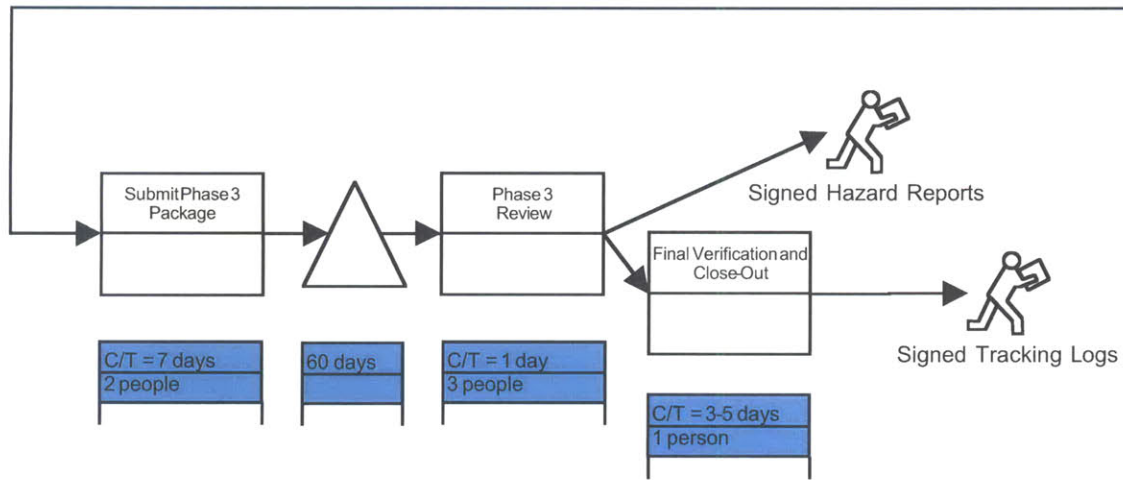 Submit Phase 3
Package
Phase 3
Review
Signed Hazard Reports
Final Verification and
Close-Out
Signed Tracking Logs
C/T = 7 days
2 people
60 days
C/T = 1 day
3 people
C/T = 3-5 days
1 person